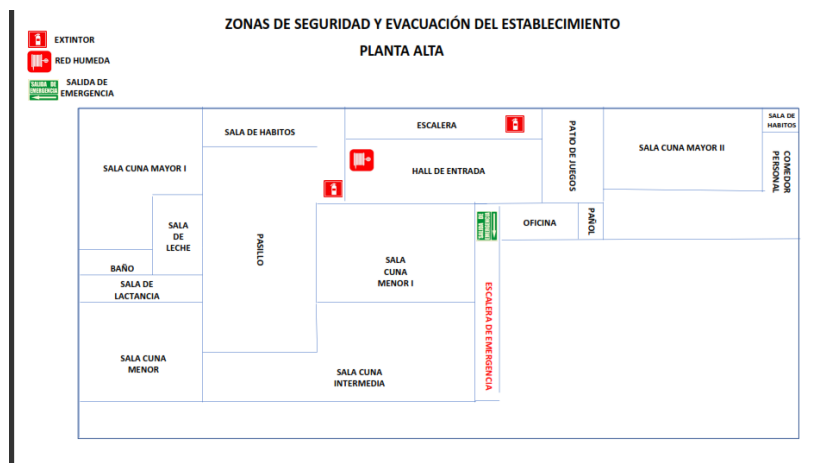 ZONAS DE SEGURIDAD Y EVACUACIÓN DEL ESTABLECIMIENTO
PLANTA ALTA
EXTINTOR
RED HUMEDA
SALIDA DE
EMERGENCIA
SALIDA DE
EMERGENCIA
SALA CUNA MAYOR I
SALA DE HABITOS
ESCALERA
HALL DE ENTRADA
PATIO DE JUEGOS
SALA CUNA MAYOR II
SALA DE
HABITOS
COMEDOR
PERSONAL
SALA
DE
LECHE
PASILLO
SALA
CUNA
MENOR I
OFICINA
PAÑOL
BAÑO
SALA DE
LACTANCIA
SALA CUNA
MENOR
SALA CUNA
INTERMEDIA
ESCALERA DE EMERGENCIA